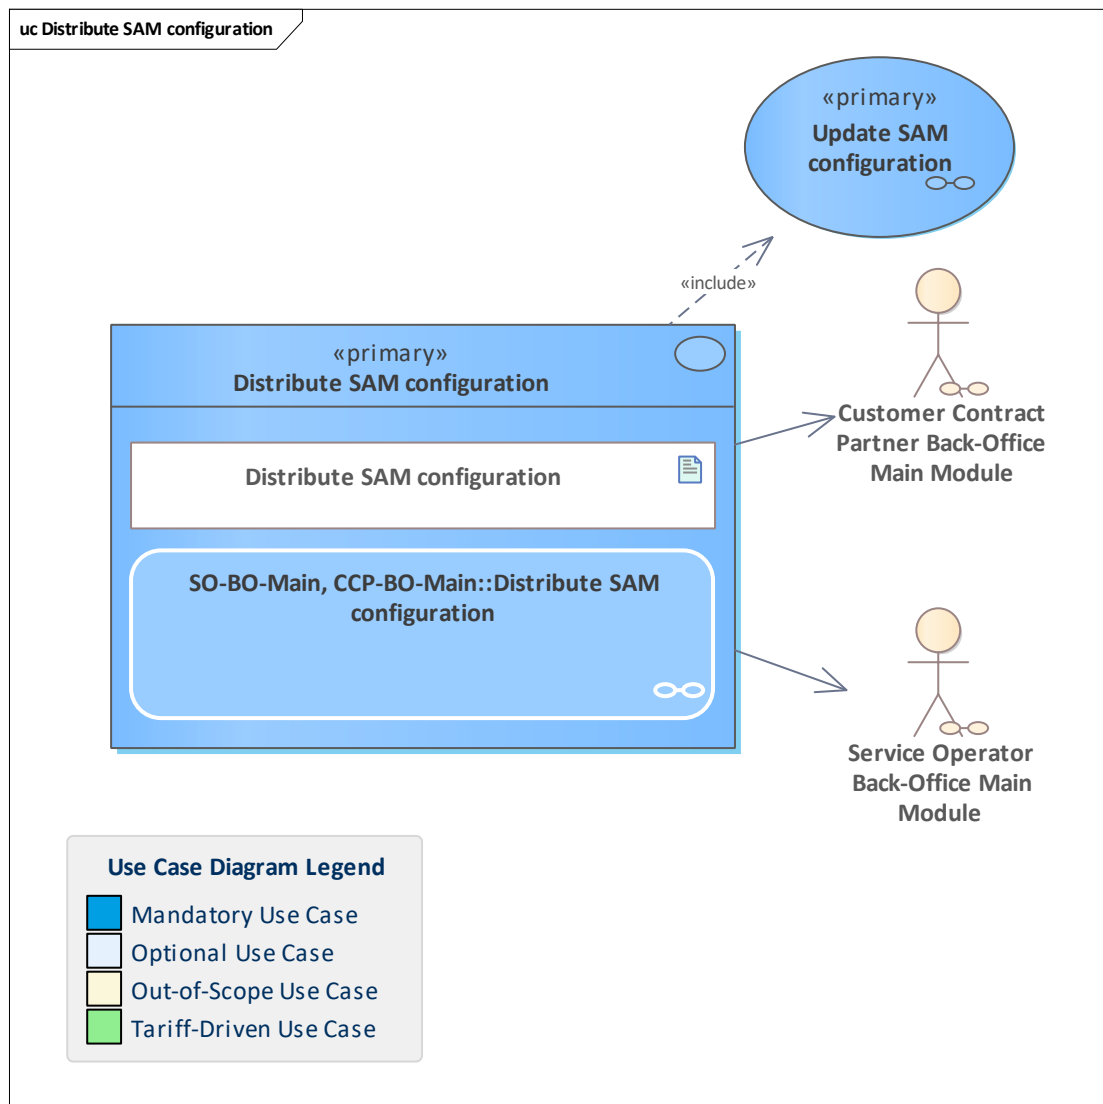 uc Distribute SAM configuration
«primary»
Update SAM
configuration
«include»
«primary»
Distribute SAM configuration
Distribute SAM configuration
SO-BO-Main, CCP-BO-Main::Distribute SAM
configuration
Customer Contract
Partner Back-Office
Main Module
Service Operator
Back-Office Main
Module
Use Case Diagram Legend
Mandatory Use Case
Optional Use Case
Out-of-Scope Use Case
Tariff-Driven Use Case